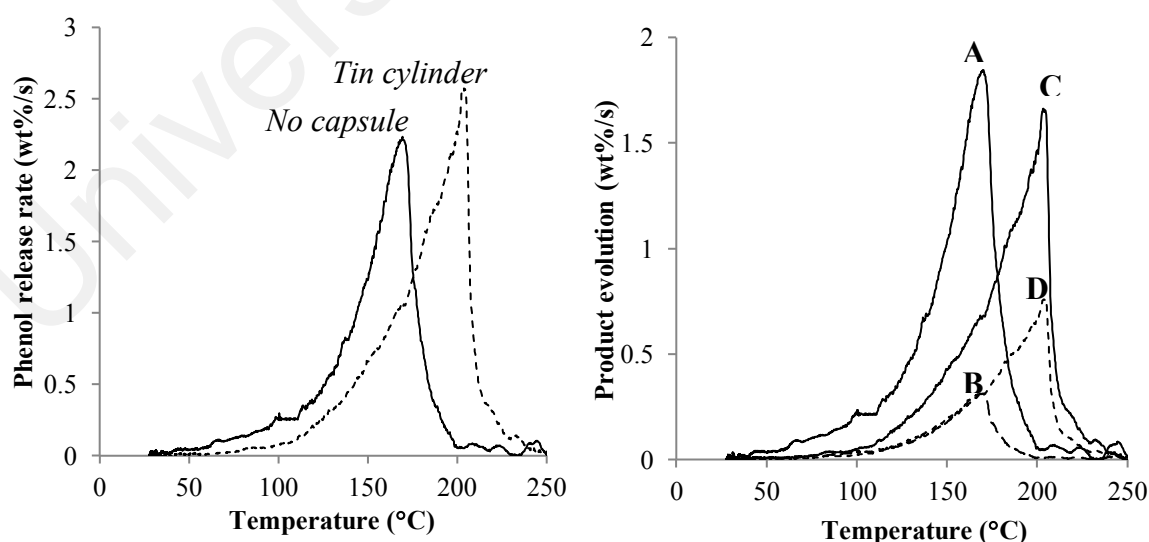 Univers
Phenol release rate (wt%/s)
3
2.5
2
1.5
1
0.5
0
Tin cylinder
No capsule
0 50 100 150 200 250
Temperature (°C)
Product evolution (wt%/s)
2
1.5
1
0.5
0
A
C
D
B
0 50 100 150 200 250
Temperature (°C)